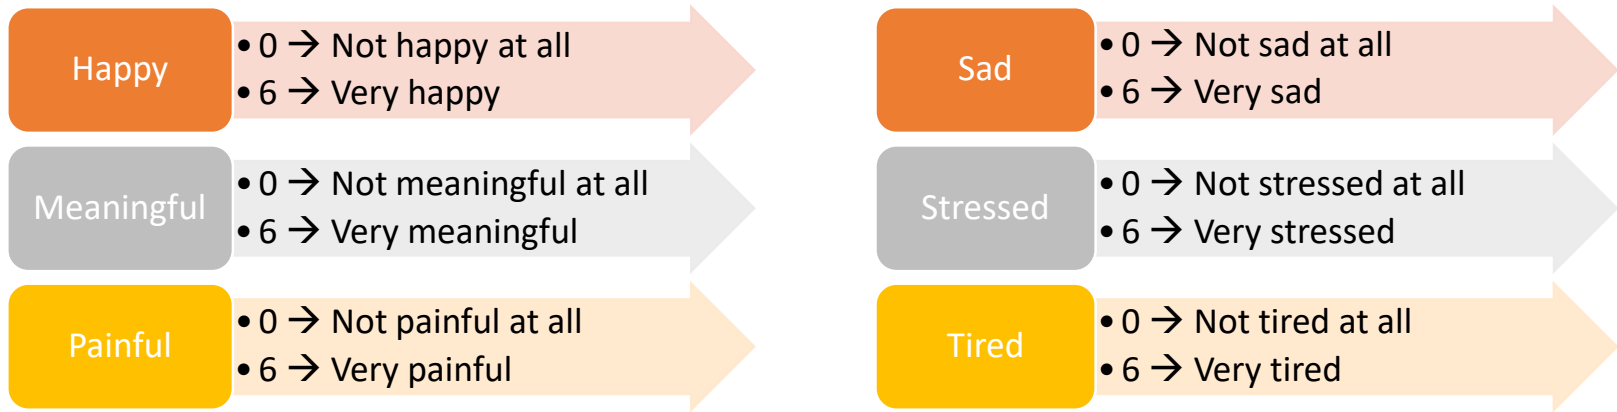 Happy
• 0 → Not happy at all
• 6 → Very happy
Meaningful
• 0 → Not meaningful at all
• 6 → Very meaningful
Painful
• 0 → Not painful at all
• 6 → Very painful
Sad
• 0 → Not sad at all
• 6 → Very sad
Stressed
• 0 → Not stressed at all
• 6 → Very stressed
Tired
• 0 → Not tired at all
• 6 → Very tired